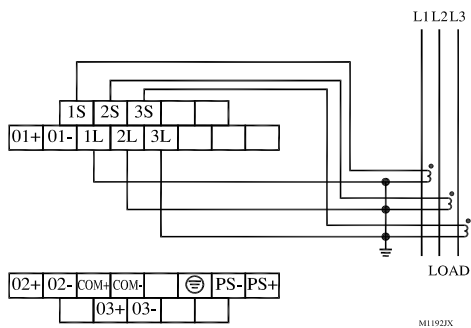 L1 L2 L3
1S 2S 3S
01+ 01- 1L 2L 3L
LOAD
02+ 02- COM+ COM- PS- PS+
03+ 03-
M1192JX